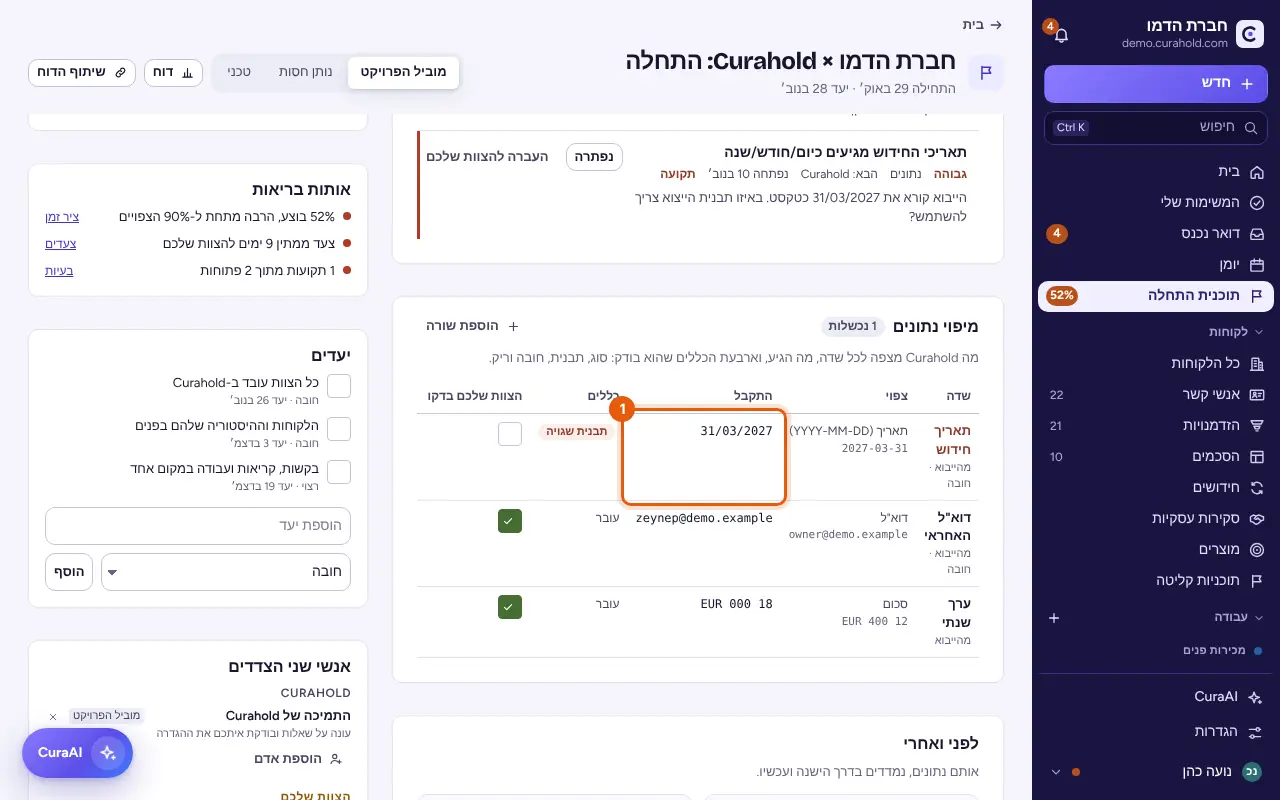 חברת הדמו
demo.curahold.com
4
חדש
חיפוש
Ctrl K
בית
המשימות שלי
דואר נכנס
4
יומן
תוכנית התחלה
52%
לקוחות
כל הלקוחות
אנשי קשר
22
הזדמנויות
21
הסכמים
10
חידושים
סקירות עסקיות
מוצרים
תוכניות קליטה
עבודה
מכירות פנים
CuraAI
הגדרות
נועה כהן
נכ
בית
חברת הדמו × Curahold: התחלה
התחילה 29 באוק׳ · יעד 28 בנוב׳
מוביל הפרויקט
נותן חסות
טכני
דוח
שיתוף הדוח
תאריכי החידוש מגיעים כיום/חודש/שנה
גבוהה
נתונים
הבא: Curahold
נפתחה 10 בנוב׳
תקועה
הייבוא קורא את 31/03/2027 כטקסט. באיזו תבנית הייצוא צריך
להשתמש?
נפתרה
העברה להצוות שלכם
מיפוי נתונים
1 נכשלות
הוספת שורה
מה Curahold מצפה לכל שדה, מה הגיע, וארבעת הכללים שהוא בודק: סוג, תבנית, חובה וריק.
שדה
צפוי
התקבל
כללים
הצוות שלכם בדקו
1
תאריך
חידוש
מהייבוא ·
חובה
תאריך (YYYY-MM-DD)
2027-03-31
31/03/2027
תבנית שגויה
דוא"ל
האחראי
מהייבוא ·
חובה
דוא"ל
owner@demo.example
zeynep@demo.example
עובר
ערך
שנתי
מהייבוא
סכום
EUR 400 12
EUR 000 18
עובר
לפני ואחרי
אותם נתונים, נמדדים בדרך הישנה ועכשיו.
אותות בריאות
52% בוצע, הרבה מתחת ל-90% הצפויים
ציר זמן
צעד ממתין 9 ימים להצוות שלכם
צעדים
1 תקועות מתוך 2 פתוחות
בעיות
יעדים
כל הצוות עובד ב-Curahold
חובה · יעד 26 בנוב׳
הלקוחות וההיסטוריה שלהם בפנים
חובה · יעד 3 בדצמ׳
בקשות, קריאות ועבודה במקום אחד
רצוי · יעד 19 בדצמ׳
הוספת יעד
חובה
הוסף
אנשי שני הצדדים
CURAHOLD
התמיכה של Curahold
מוביל הפרויקט
עונה על שאלות ובודקת איתכם את ההגדרה
הוספת אדם
הצוות שלכם
CuraAI